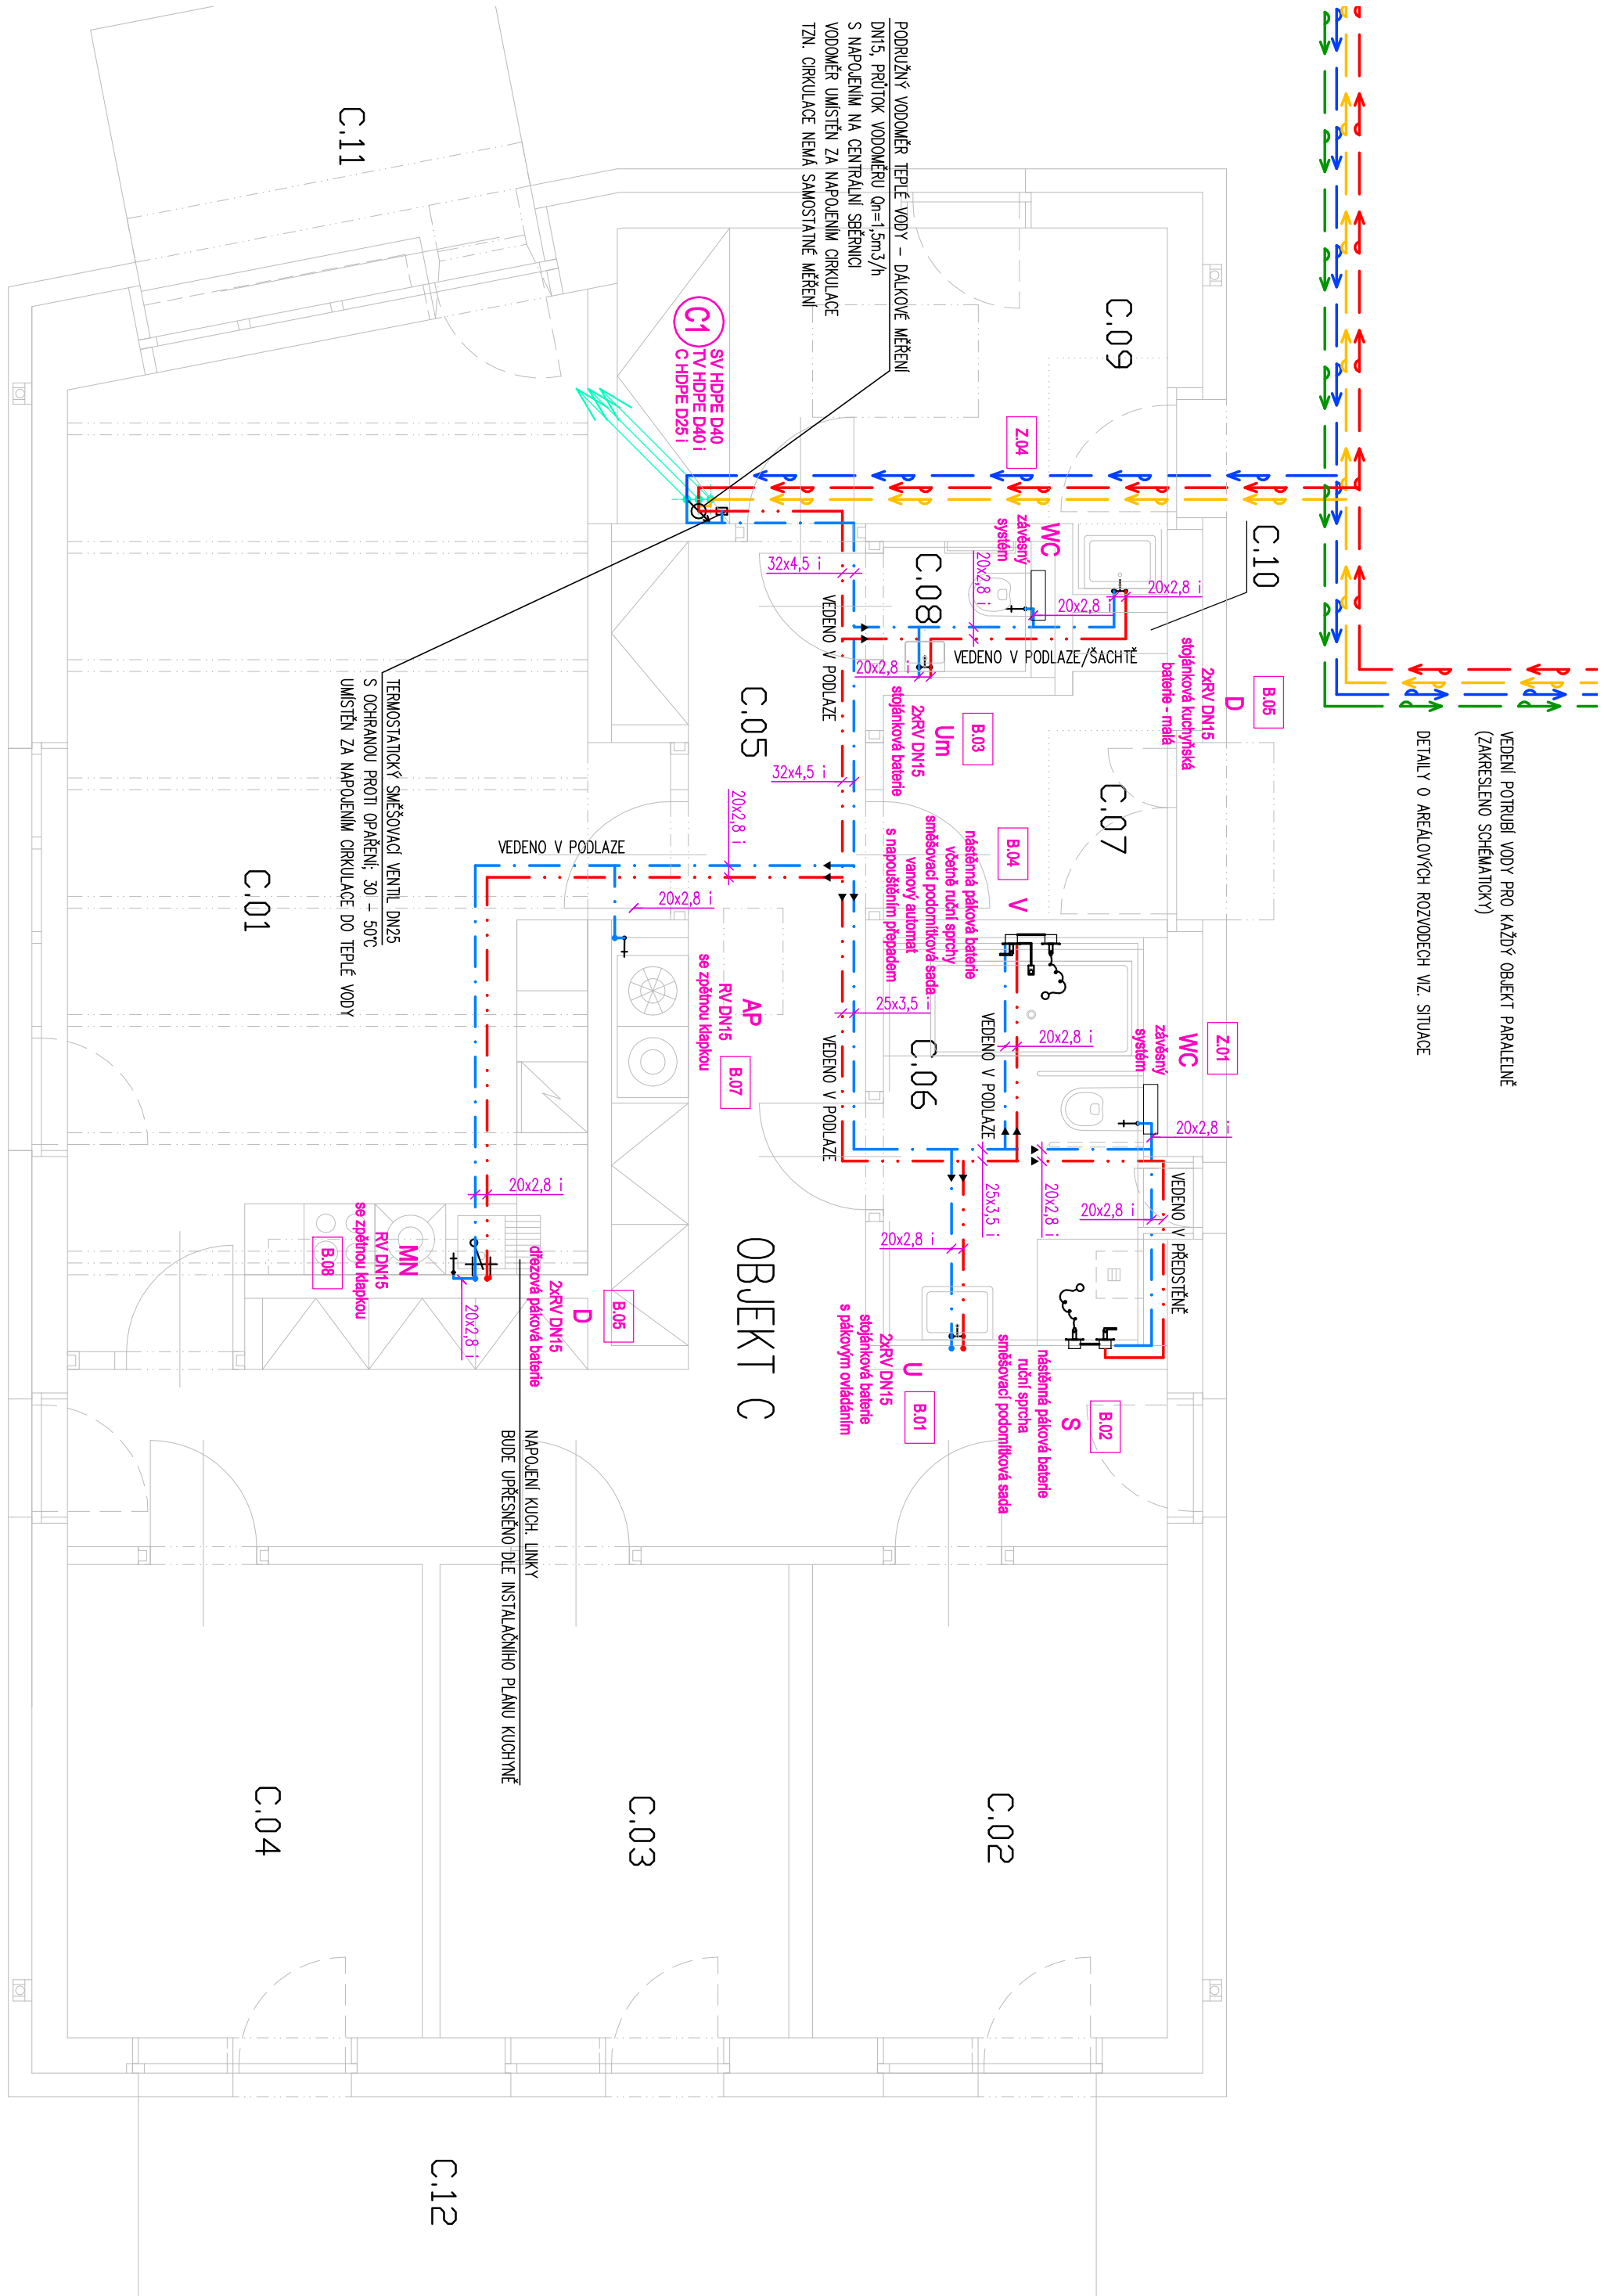 VEDENÍ POTRUBÍ VODY PRO KAŽDÝ OBJEKT PARALELNĚ
(ZAKRESLENO SCHÉMATICKY)
DETAILY O AREÁLOVÝCH ROZVODECH VIZ. SITUACE
PODRUŽNÝ VODOMĚR TEPLÉ VODY – DÁLKOVÉ MĚŘENÍ
DN15, PRŮTOK VODOMĚRU Qn=1,5m3/h
S NAPOJENÍM NA CENTRÁLNÍ SBĚRNICI
VODOMĚR UMÍSTĚN ZA NAPOJENÍM CIRKULACE
TZN. CIRKULACE NEMÁ SAMOSTATNÉ MĚŘENÍ
C.11
C.09
C.10
C1
SV HDPE D40
TV HDPE D40 i
C HDPE D25 i
Z.04
WC
závěsný
systém
C.08
20x2,8 i
20x2,8 i
20x2,8 i
20x2,8 i
32x4,5 i
VEDENO V PODLAZE
VEDENO V PODLAZE/ŠACHTĚ
B.05
D
2xRV DN15
stojánková kuchyňská
baterie - malá
B.03
Um
2xRV DN15
stojánková baterie
C.07
C.05
32x4,5 i
20x2,8 i
TERMOSTATICKÝ SMĚŠOVACÍ VENTIL DN25
S OCHRANOU PROTI OPAŘENÍ; 30 – 50°C
UMÍSTĚN ZA NAPOJENÍM CIRKULACE DO TEPLÉ VODY
B.04
V
nástěnná páková baterie
včetně ruční sprchy
směšovací podomítková sada
vanový automat
s napouštěním přepadem
VEDENO V PODLAZE
20x2,8 i
C.01
AP
RV DN15
se zpětnou klapkou
B.07
25x3,5 i
VEDENO V PODLAZE
C.06
VEDENO V PODLAZE
20x2,8 i
Z.01
WC
závěsný
systém
20x2,8 i
20x2,8 i
VEDENO V PŘEDSTĚNĚ
20x2,8 i
25x3,5 i
20x2,8 i
20x2,8 i
MN
RV DN15
se zpětnou klapkou
B.08
20x2,8 i
B.05
D
2xRV DN15
dřezová páková baterie
OBJEKT C
U
B.01
2xRV DN15
stojánková baterie
s pákovým ovládáním
B.02
S
nástěnná páková baterie
ruční sprcha
směšovací podomítková sada
NAPOJENÍ KUCH. LINKY
BUDE UPŘESNĚNO DLE INSTALAČNÍHO PLÁNU KUCHYNĚ
C.04
C.03
C.02
C.12